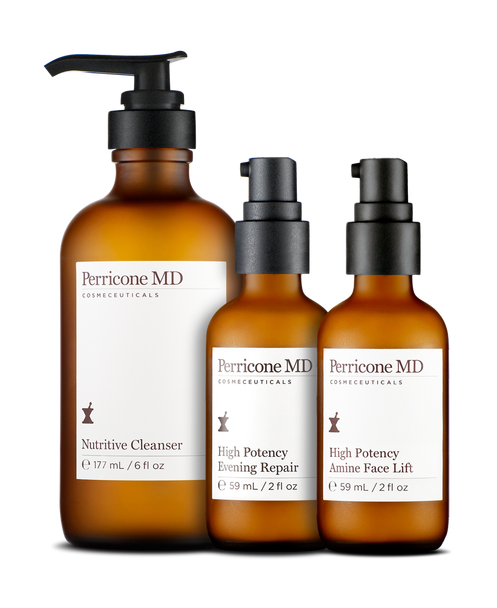 Perricone MD
COSMECEUTICALS
Nutritive Cleanser
℮ 177 mL / 6 fl oz
Perricone MD
COSMECEUTICALS
High Potency
Evening Repair
℮ 59 mL / 2 fl oz
Perricone MD
COSMECEUTICALS
High Potency
Amine Face Lift
℮ 59 mL / 2 fl oz